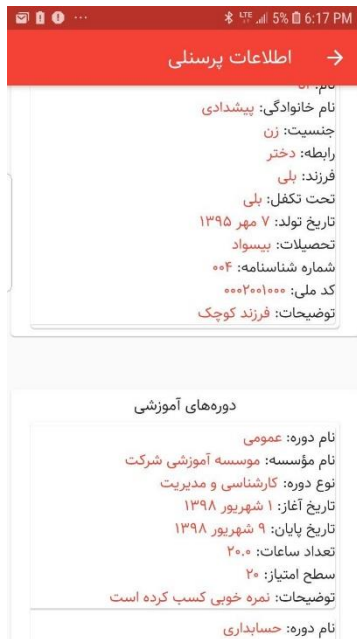 5% 6:17 PM
اطلاعات پرسنلی
نام خانوادگی: پیشدادی
جنسیت: زن
رابطه: دختر
فرزند: بلی
تحت تکفل: بلی
تاریخ تولد: ۷ مهر ۱۳۹۵
تحصیلات: بیسواد
شماره شناسنامه: ۰۰۴
کد ملی: ۰۰۰۲۰۰۱۰۰۰
توضیحات: فرزند کوچک
دوره‌های آموزشی
نام دوره: عمومی
نام مؤسسه: موسسه آموزشی شرکت
نوع دوره: کارشناسی و مدیریت
تاریخ آغاز: ۱ شهریور ۱۳۹۸
تاریخ پایان: ۹ شهریور ۱۳۹۸
تعداد ساعات: ۲۰.۰
سطح امتیاز: ۲۰
توضیحات: نمره خوبی کسب کرده است
نام دوره: حسابداری